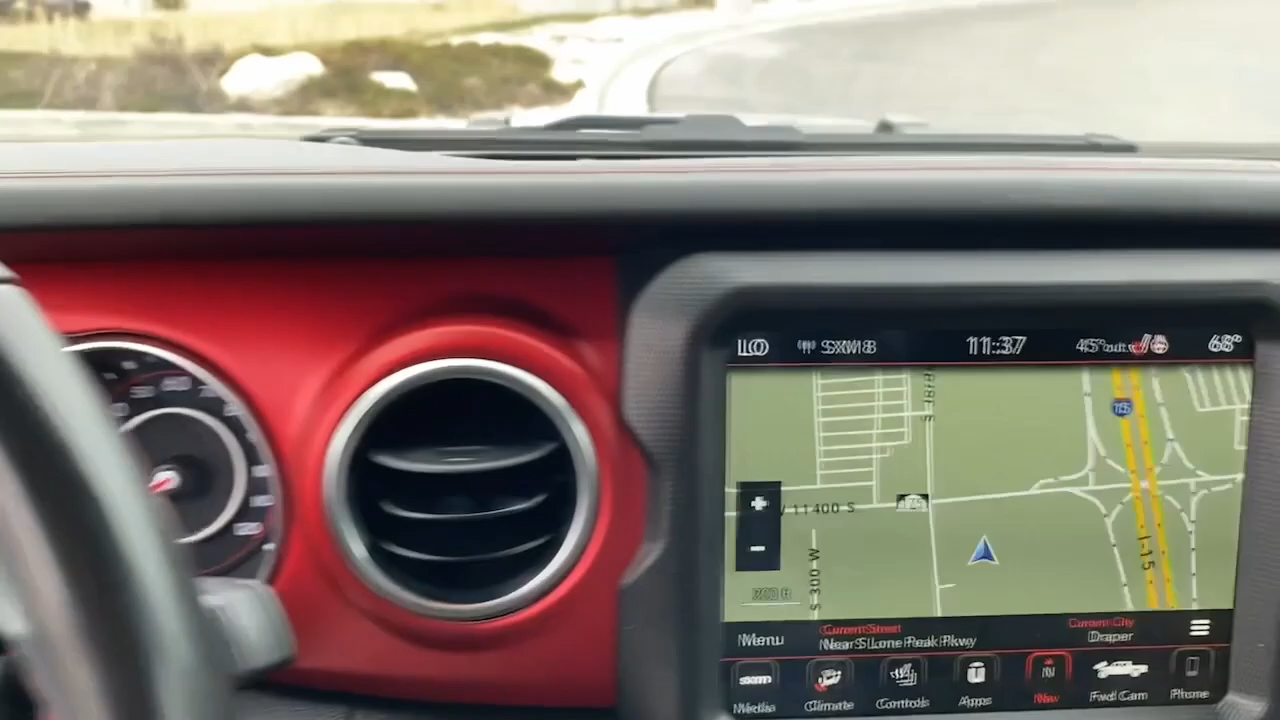 11:37
68°
I-15
W 11400 S
S 300 W
Menu
Current Street
Near S Lone Peak Pkwy
Current City
Draper
Media
Climate
Controls
Apps
Nav
Fwd Cam
Phone